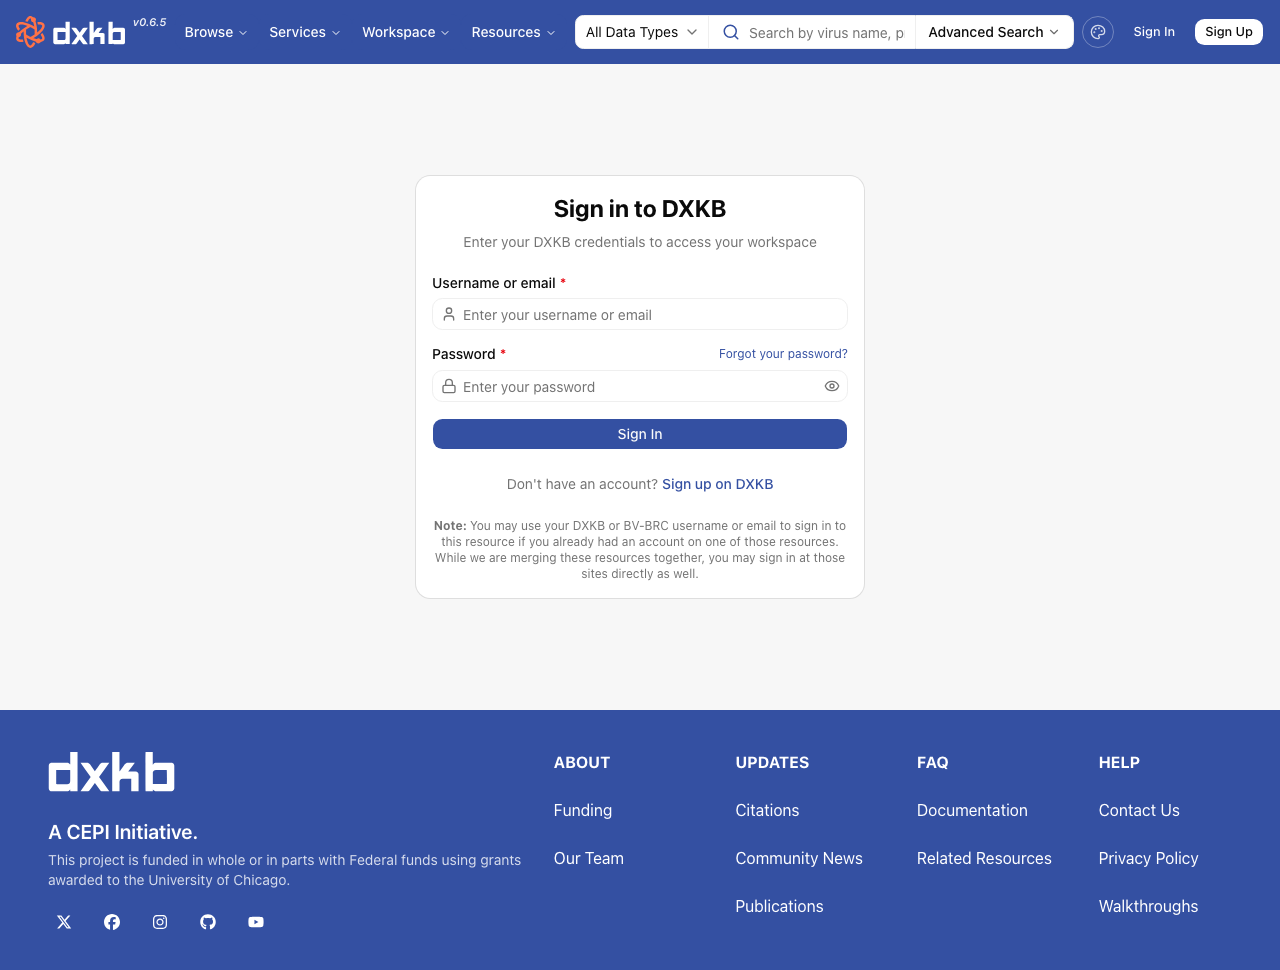 dxkb v0.6.5 Browse Services Workspace Resources All Data Types Search by virus name, p Advanced Search Sign In Sign Up
Sign in to DXKB
Enter your DXKB credentials to access your workspace
Username or email *
Enter your username or email
Password * Forgot your password?
Enter your password
Sign In
Don't have an account? Sign up on DXKB
Note: You may use your DXKB or BV-BRC username or email to sign in to
this resource if you already had an account on one of those resources.
While we are merging these resources together, you may sign in at those
sites directly as well.
dxkb
A CEPI Initiative.
This project is funded in whole or in parts with Federal funds using grants
awarded to the University of Chicago.
ABOUT
Funding
Our Team
UPDATES
Citations
Community News
Publications
FAQ
Documentation
Related Resources
HELP
Contact Us
Privacy Policy
Walkthroughs